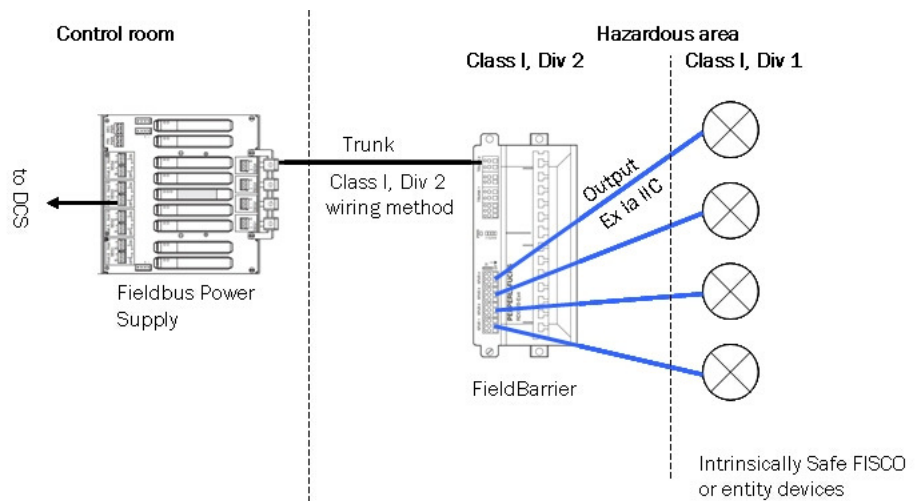 Control room
Hazardous area
Class I, Div 2
Class I, Div 1
Trunk
Class I, Div 2
wiring method
Output
Ex ia IIC
to DCS
Fieldbus Power
Supply
FieldBarrier
Intrinsically Safe FISCO
or entity devices